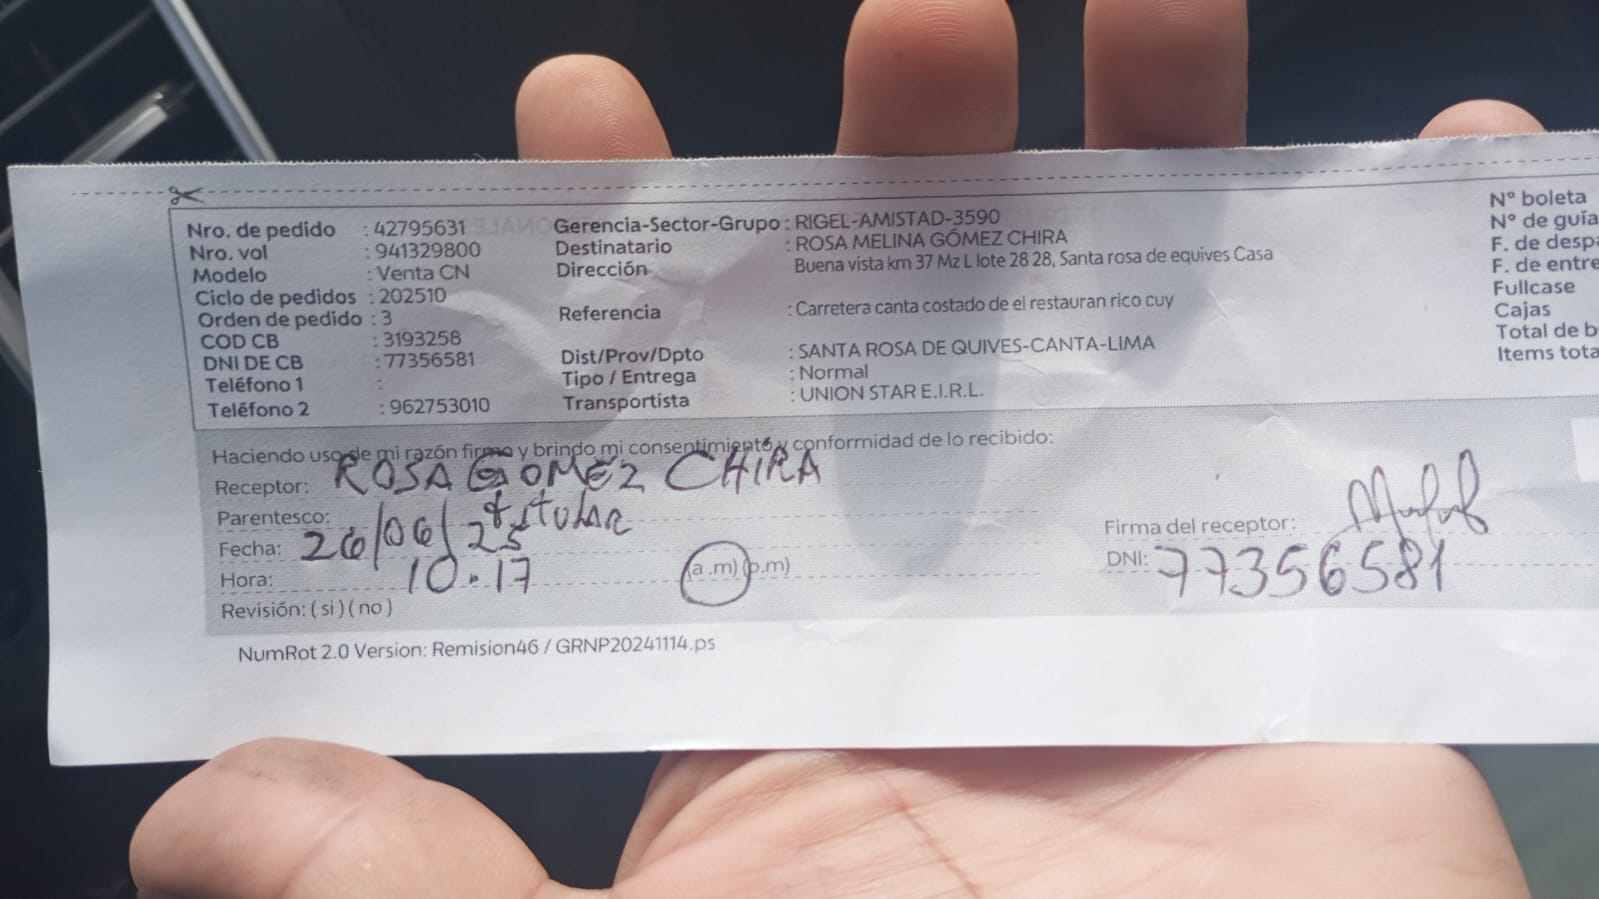 Nro. de pedido : 42795631 Gerencia-Sector-Grupo : RIGEL-AMISTAD-3590 N° boleta
Nro. vol : 941329800 Destinatario : ROSA MELINA GÓMEZ CHIRA N° de guía
Modelo : Venta CN Dirección Buena vista km 37 Mz L lote 28 28, Santa rosa de equives Casa F. de despa
Ciclo de pedidos : 202510 F. de entre
Orden de pedido : 3 Referencia : Carretera canta costado de el restauran rico cuy Fullcase
COD CB : 3193258 Cajas
DNI DE CB : 77356581 Dist/Prov/Dpto : SANTA ROSA DE QUIVES-CANTA-LIMA Total de b
Teléfono 1 : Tipo / Entrega : Normal Items tota
Teléfono 2 : 962753010 Transportista : UNION STAR E.I.R.L.
Haciendo uso de mi razón firmo y brindo mi consentimiento y conformidad de lo recibido:
Receptor: ROSA GOMEZ CHIRA
Parentesco: titular
Fecha: 26/06/25 Firma del receptor:
Hora: 10.17 (a.m) (p.m) DNI: 77356581
Revisión: ( si ) ( no )
NumRot 2.0 Version: Remision46 / GRNP20241114.ps